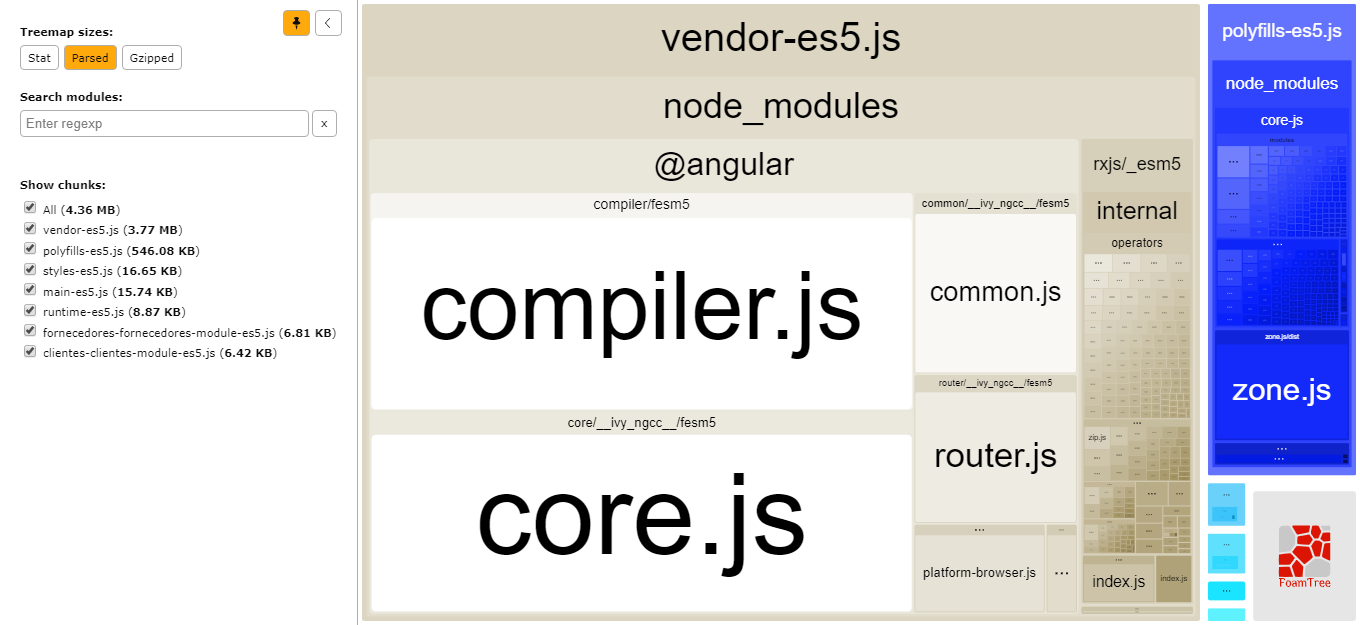 Treemap sizes:
Stat
Parsed
Gzipped
Search modules:
Enter regexp
x
Show chunks:
All (4.36 MB)
vendor-es5.js (3.77 MB)
polyfills-es5.js (546.08 KB)
styles-es5.js (16.65 KB)
main-es5.js (15.74 KB)
runtime-es5.js (8.87 KB)
fornecedores-fornecedores-module-es5.js (6.81 KB)
clientes-clientes-module-es5.js (6.42 KB)
vendor-es5.js
node_modules
@angular
compiler/fesm5
compiler.js
core/__ivy_ngcc__/fesm5
core.js
common/__ivy_ngcc__/fesm5
common.js
router/__ivy_ngcc__/fesm5
router.js
...
platform-browser.js
...
rxjs/_esm5
internal
operators
zip.js
index.js
index.js
polyfills-es5.js
node_modules
core-js
modules
...
zone.js/dist
zone.js
...
FoamTree